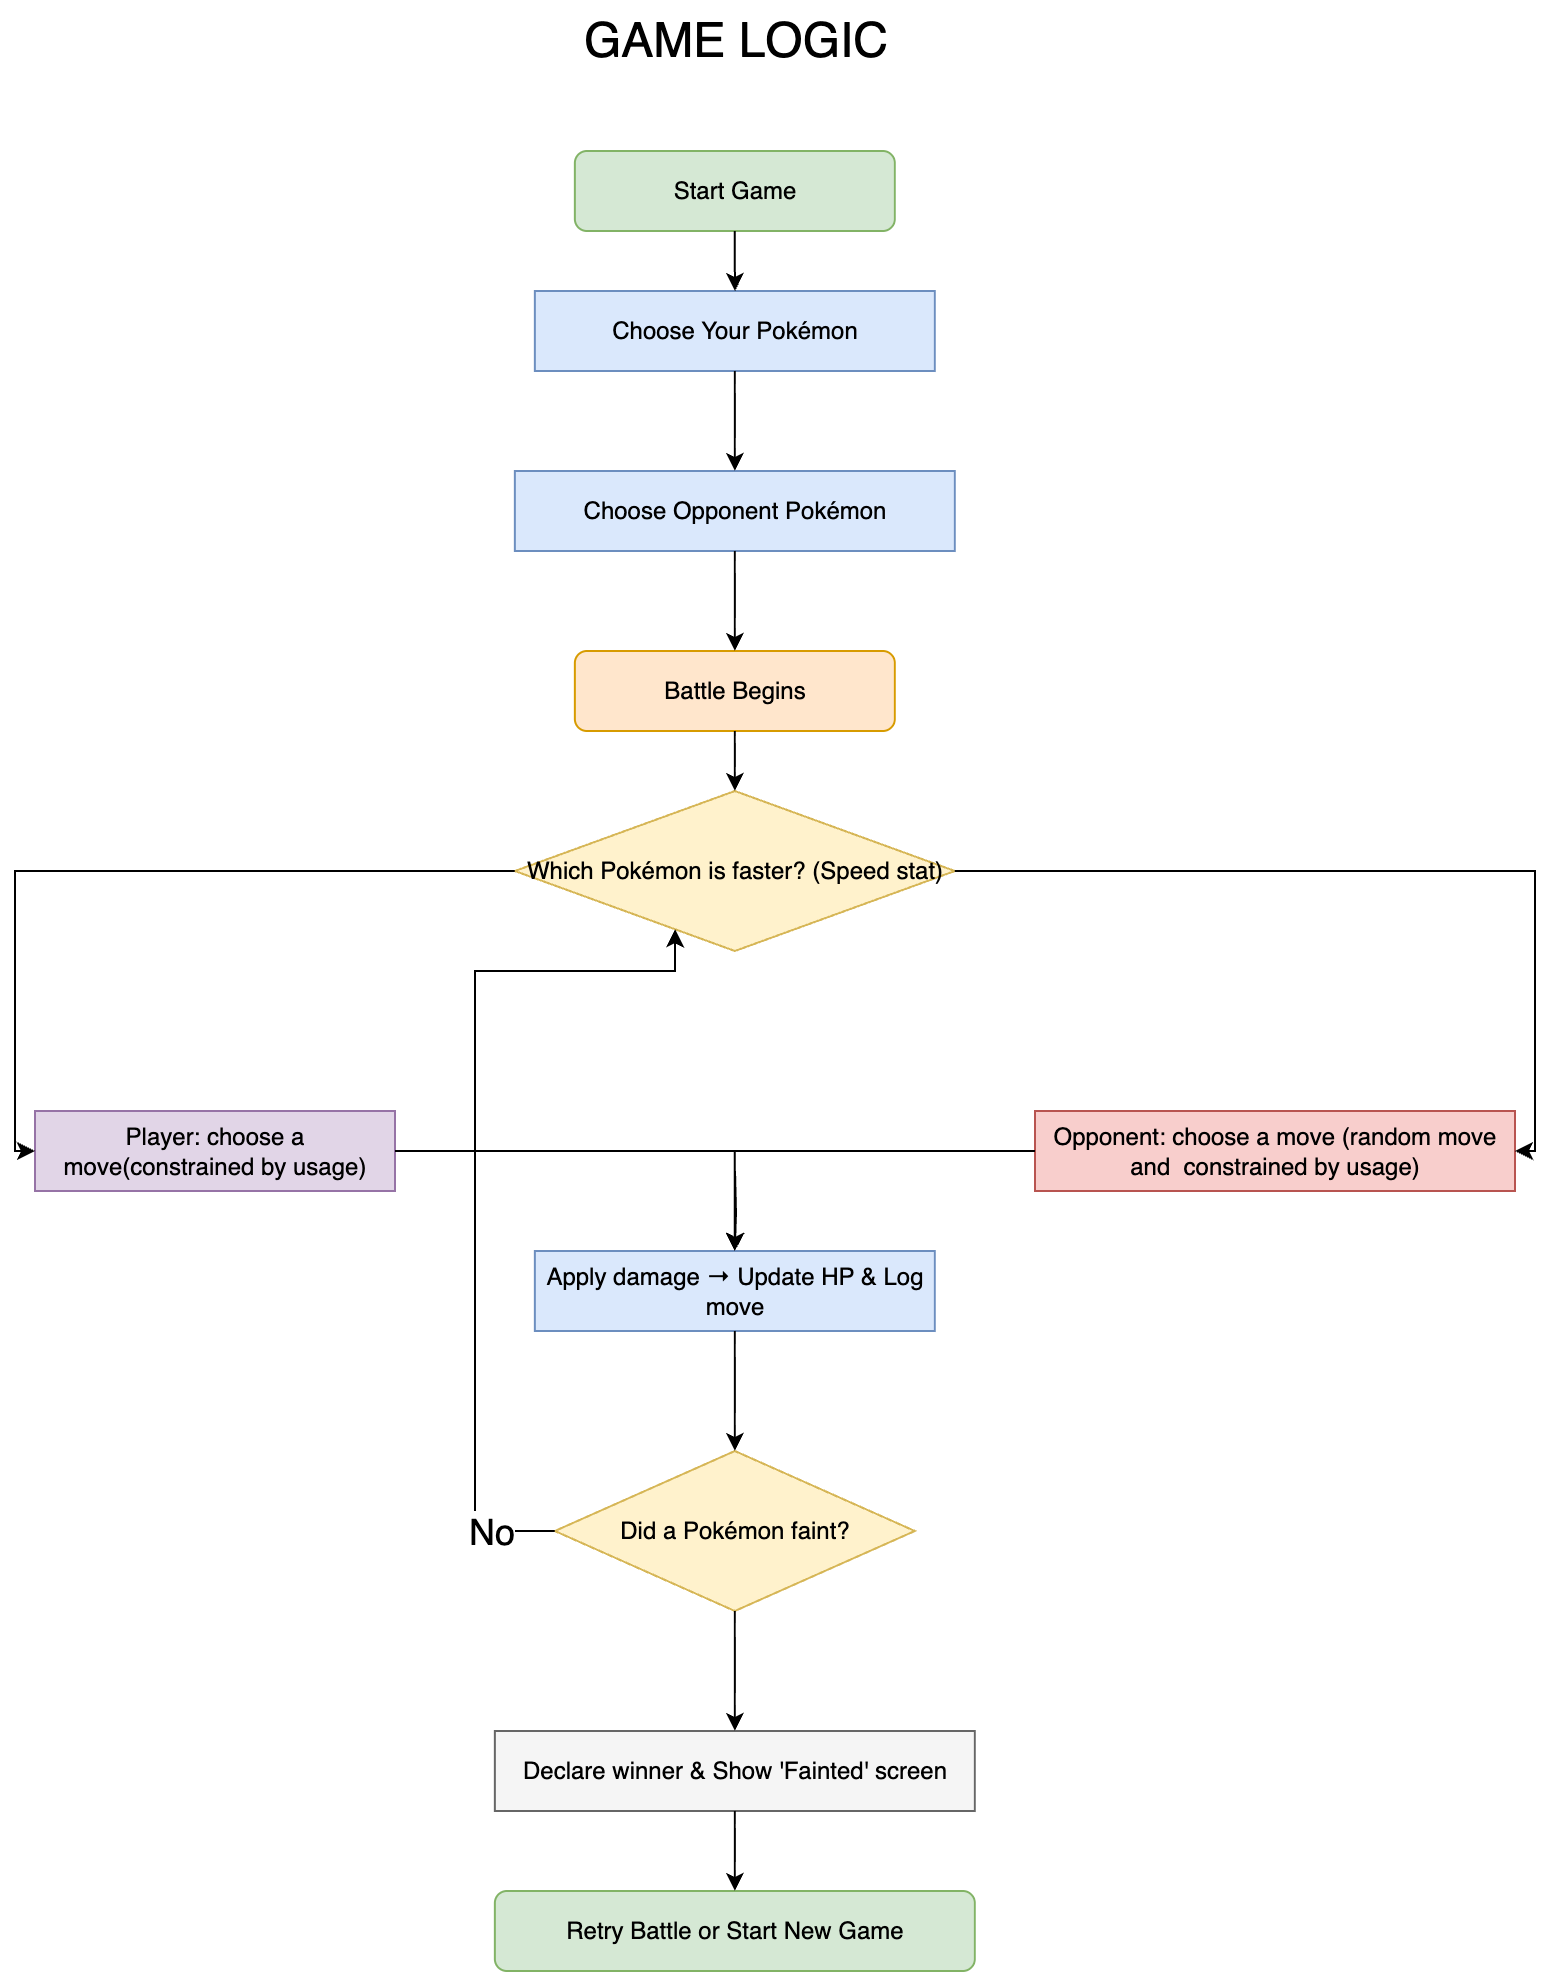 GAME LOGIC
Start Game
Choose Your Pokémon
Choose Opponent Pokémon
Battle Begins
Which Pokémon is faster? (Speed stat)
Player: choose a
move(constrained by usage)
Opponent: choose a move (random move
and  constrained by usage)
Apply damage → Update HP & Log
move
No
Did a Pokémon faint?
Declare winner & Show 'Fainted' screen
Retry Battle or Start New Game